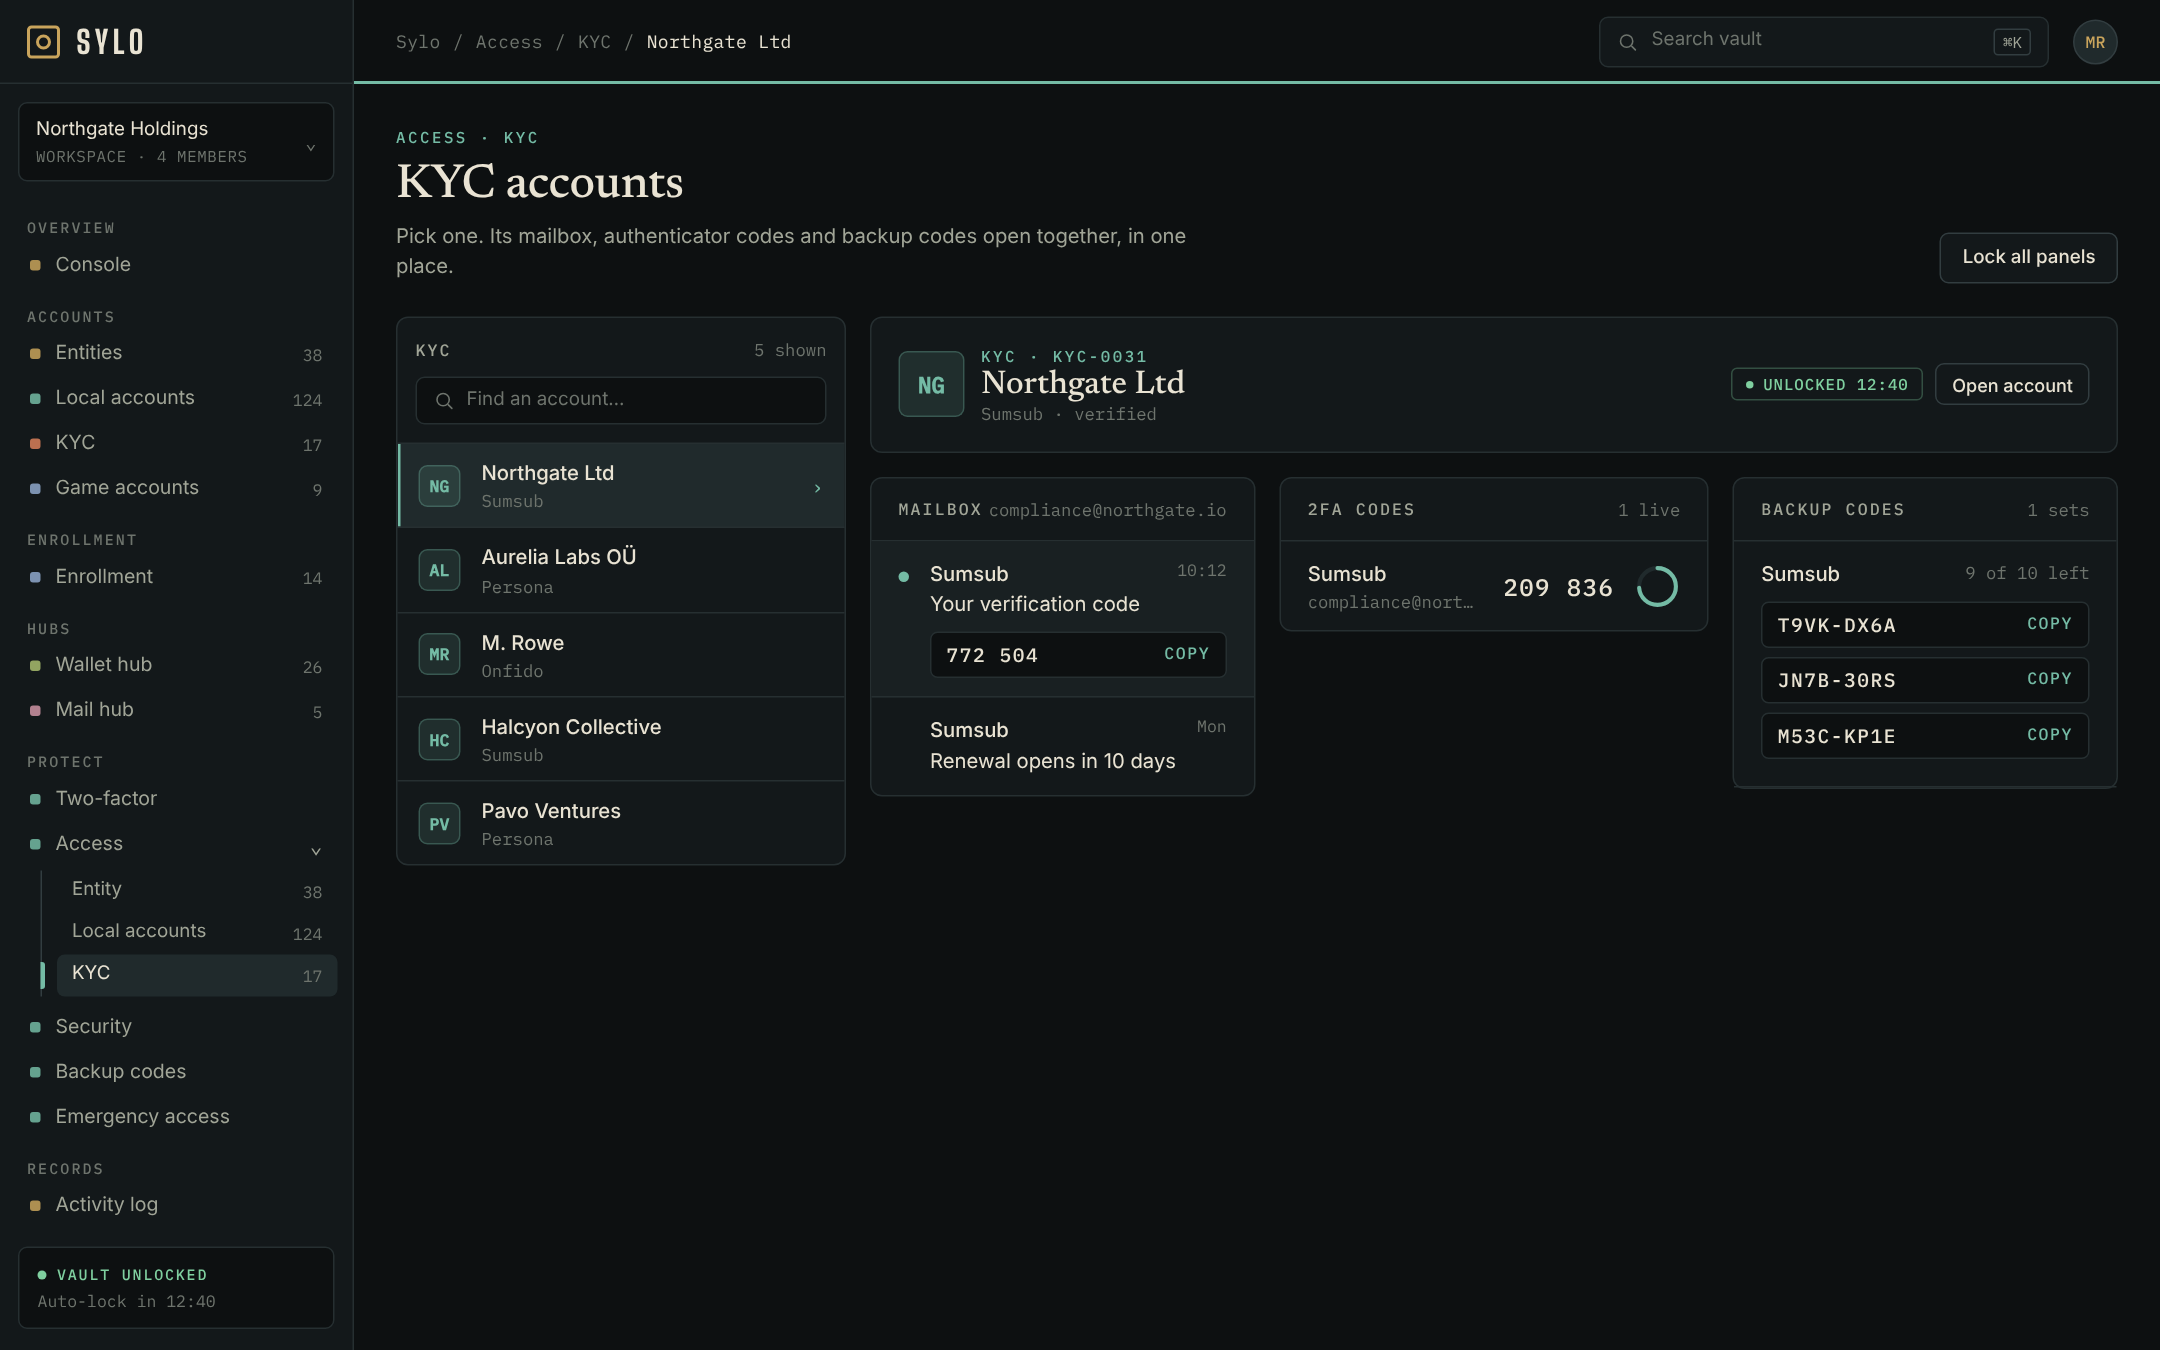 SYLO
Northgate Holdings
WORKSPACE · 4 MEMBERS
OVERVIEW
Console
ACCOUNTS
Entities 38
Local accounts 124
KYC 17
Game accounts 9
ENROLLMENT
Enrollment 14
HUBS
Wallet hub 26
Mail hub 5
PROTECT
Two-factor
Access
Entity 38
Local accounts 124
KYC 17
Security
Backup codes
Emergency access
RECORDS
Activity log
VAULT UNLOCKED
Auto-lock in 12:40
Sylo / Access / KYC / Northgate Ltd
Search vault ⌘K
MR
ACCESS · KYC
KYC accounts
Pick one. Its mailbox, authenticator codes and backup codes open together, in one
place.
Lock all panels
KYC 5 shown
Find an account...
NG Northgate Ltd
Sumsub
AL Aurelia Labs OÜ
Persona
MR M. Rowe
Onfido
HC Halcyon Collective
Sumsub
PV Pavo Ventures
Persona
NG
KYC · KYC-0031
Northgate Ltd
Sumsub · verified
UNLOCKED 12:40
Open account
MAILBOX compliance@northgate.io
Sumsub 10:12
Your verification code
772 504 COPY
Sumsub Mon
Renewal opens in 10 days
2FA CODES 1 live
Sumsub
compliance@nort…
209 836
BACKUP CODES 1 sets
Sumsub 9 of 10 left
T9VK-DX6A COPY
JN7B-30RS COPY
M53C-KP1E COPY